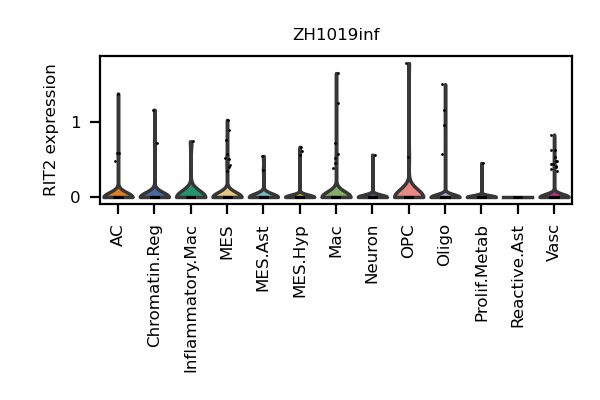 ZH1019inf
RIT2 expression
1
0
AC
Chromatin.Reg
Inflammatory.Mac
MES
MES.Ast
MES.Hyp
Mac
Neuron
OPC
Oligo
Prolif.Metab
Reactive.Ast
Vasc